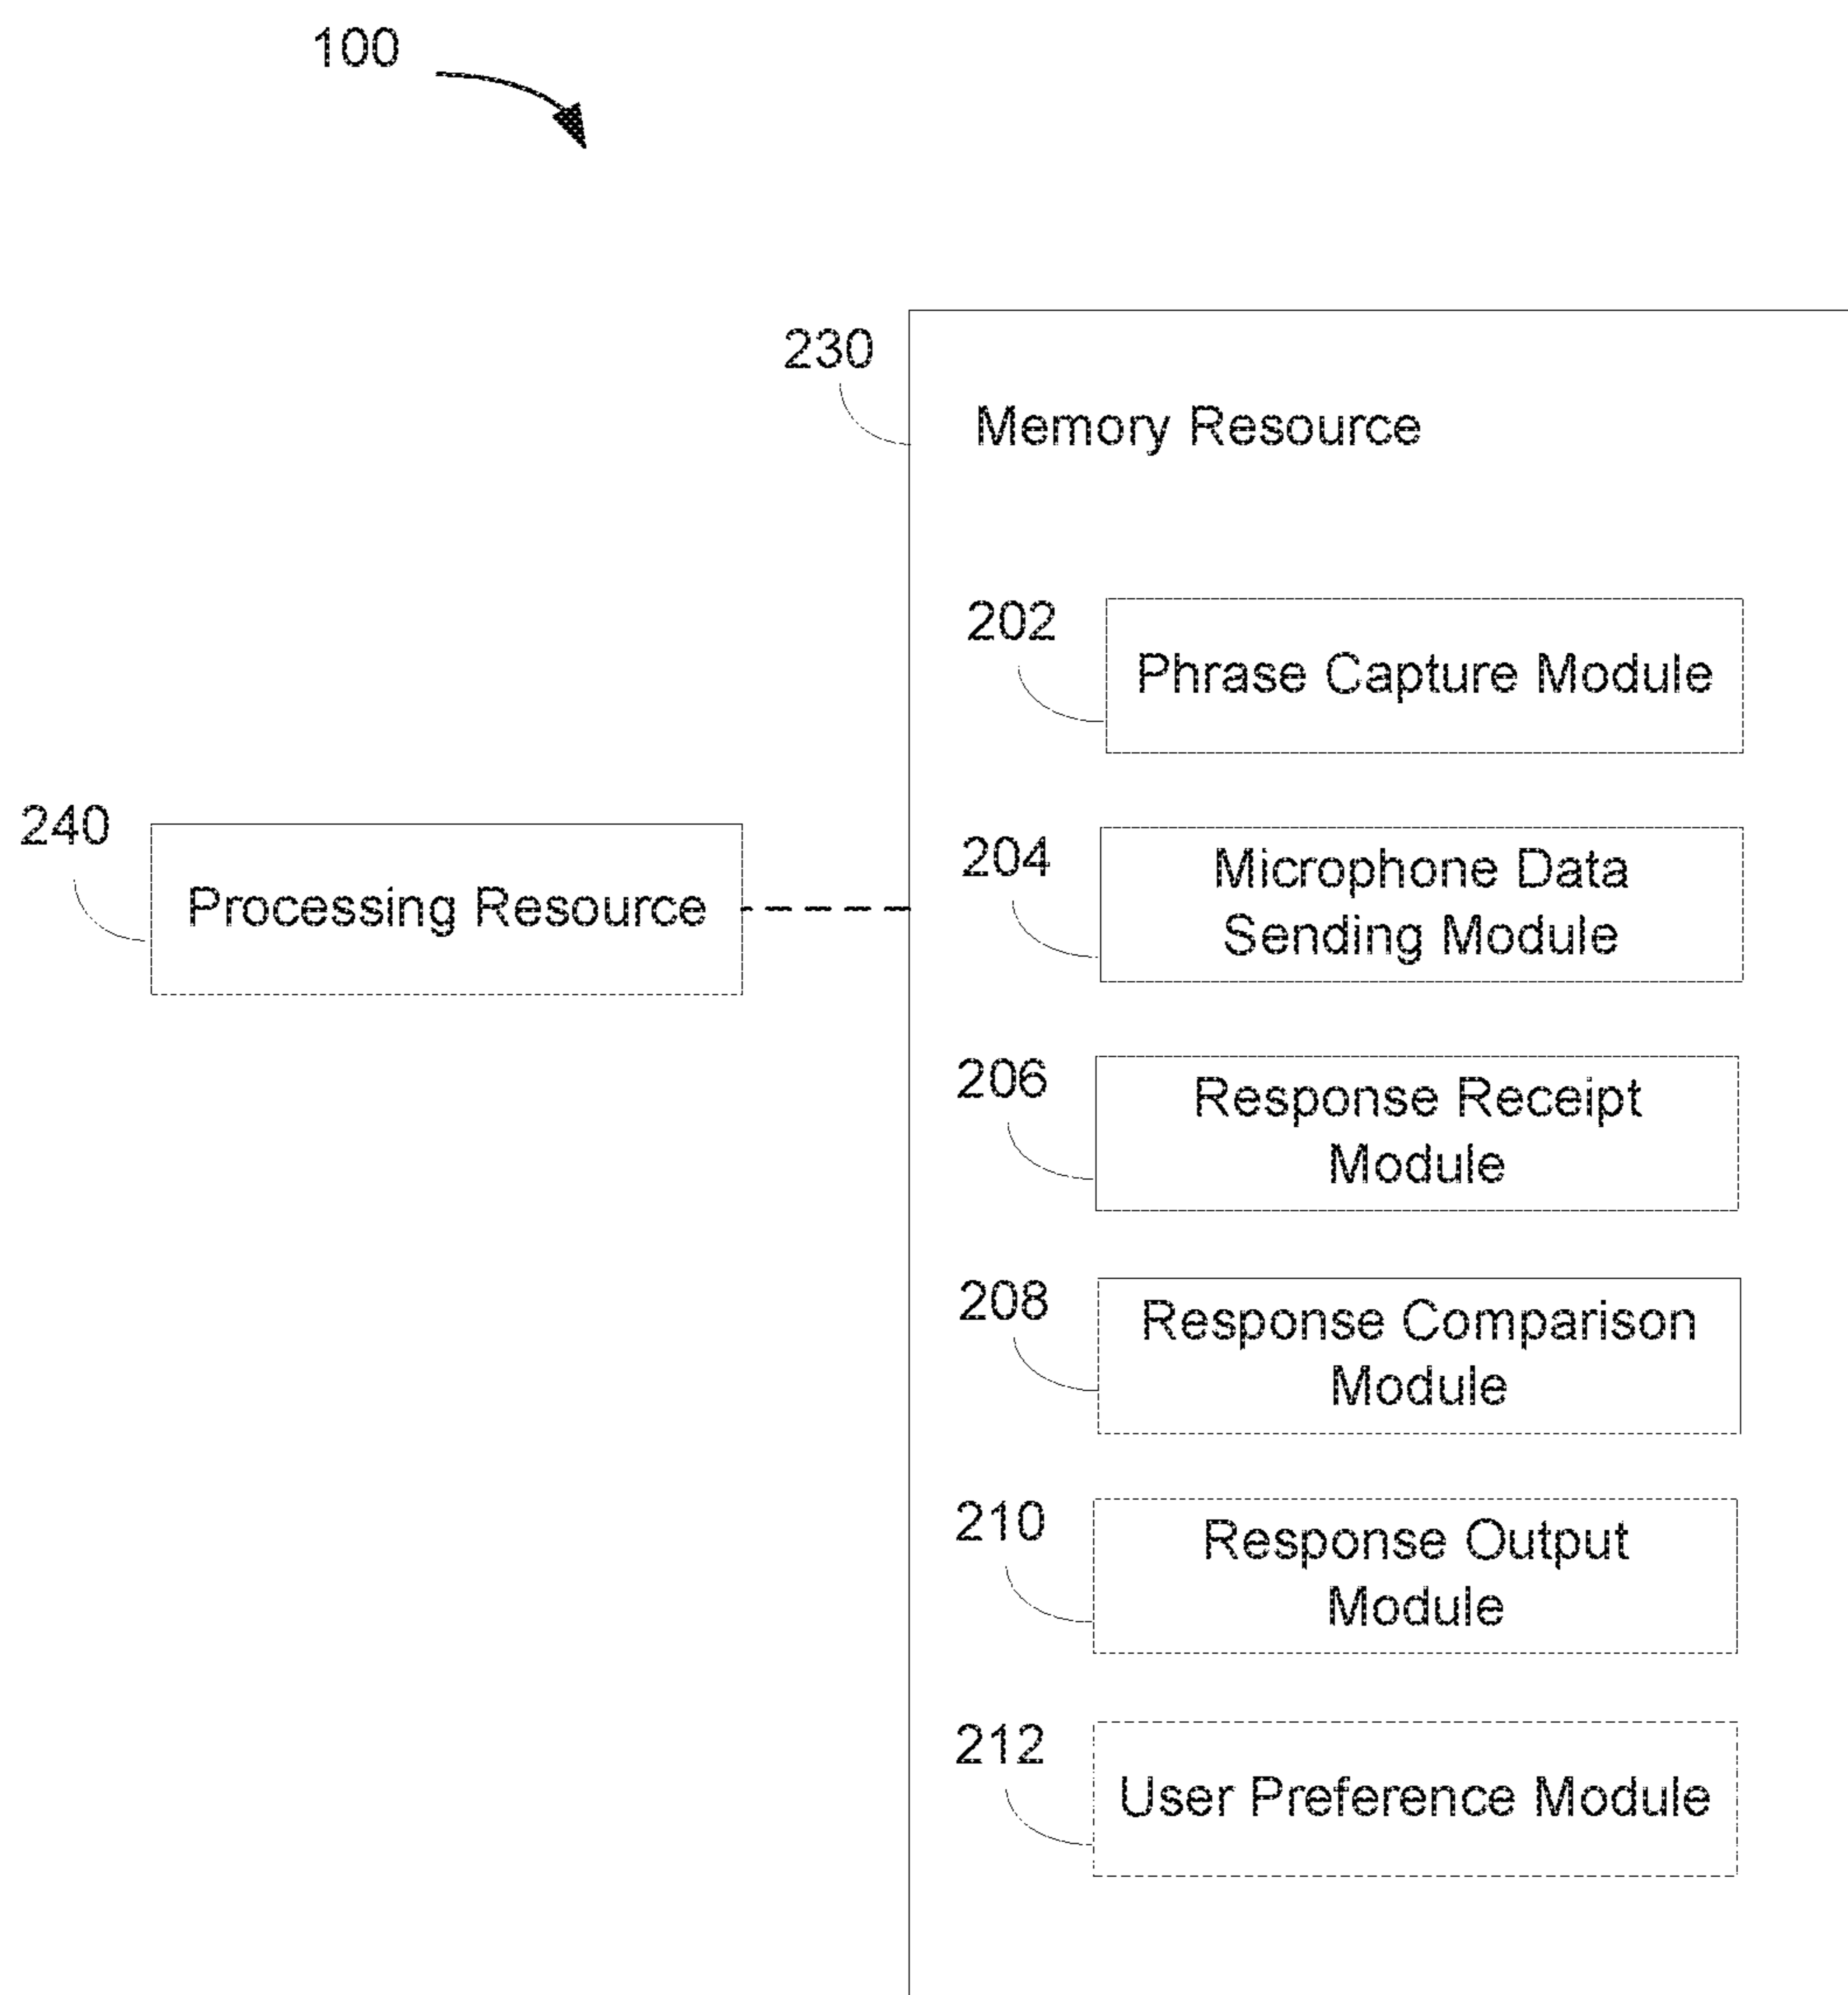 100
230
Memory Resource
202
Phrase Capture Module
240
Processing Resource
204
Microphone Data
Sending Module
206
Response Receipt
Module
208
Response Comparison
Module
210
Response Output
Module
212
User Preference Module